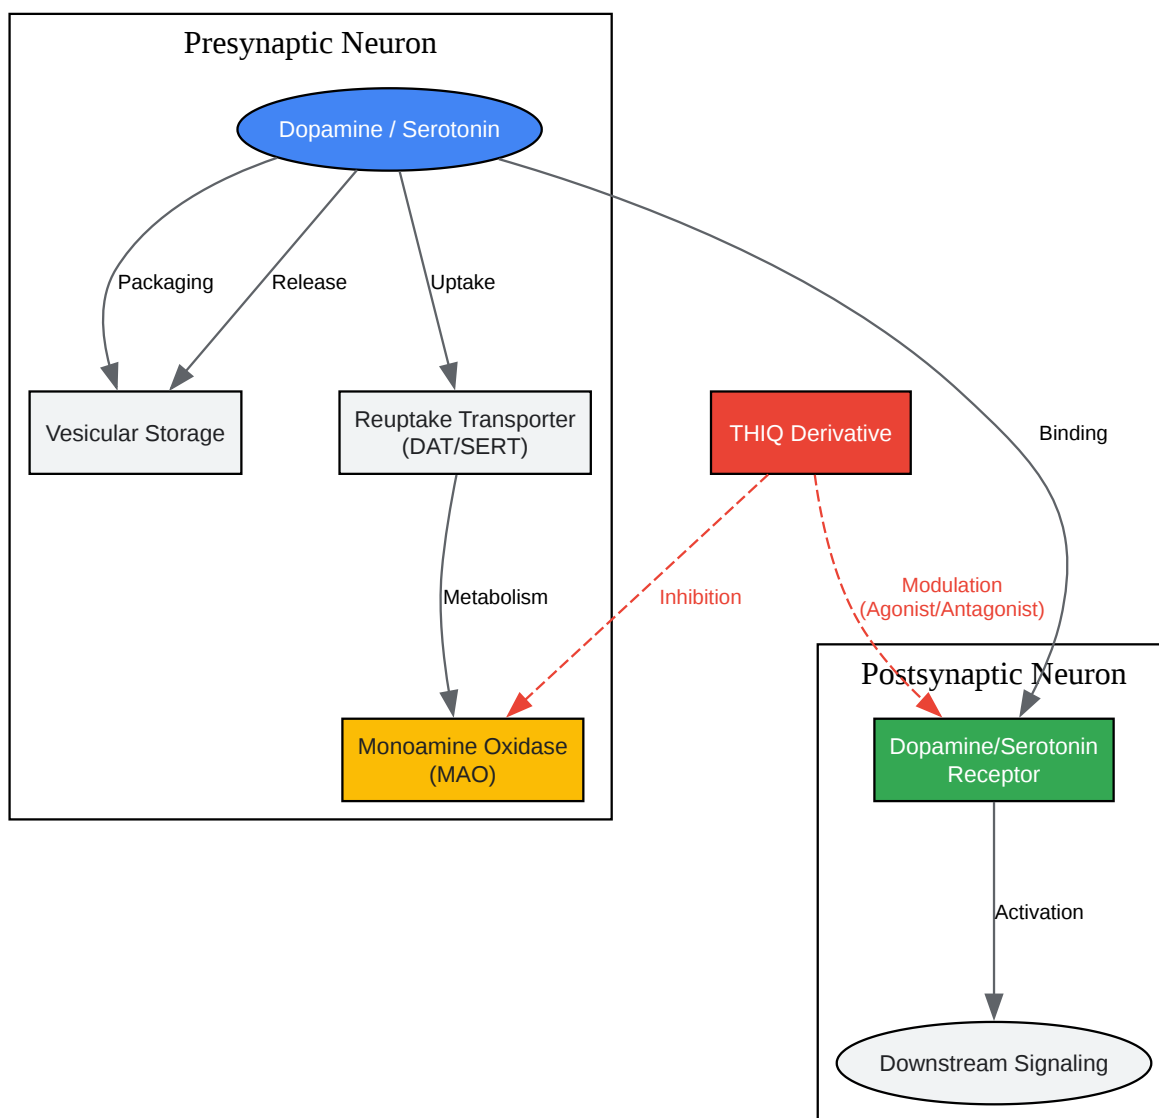 Presynaptic Neuron
Dopamine / Serotonin
Packaging
Release
Uptake
Vesicular Storage
Reuptake Transporter
(DAT/SERT)
THIQ Derivative
Binding
Metabolism
Inhibition
Modulation
(Agonist/Antagonist)
Postsynaptic Neuron
Monoamine Oxidase
(MAO)
Dopamine/Serotonin
Receptor
Activation
Downstream Signaling